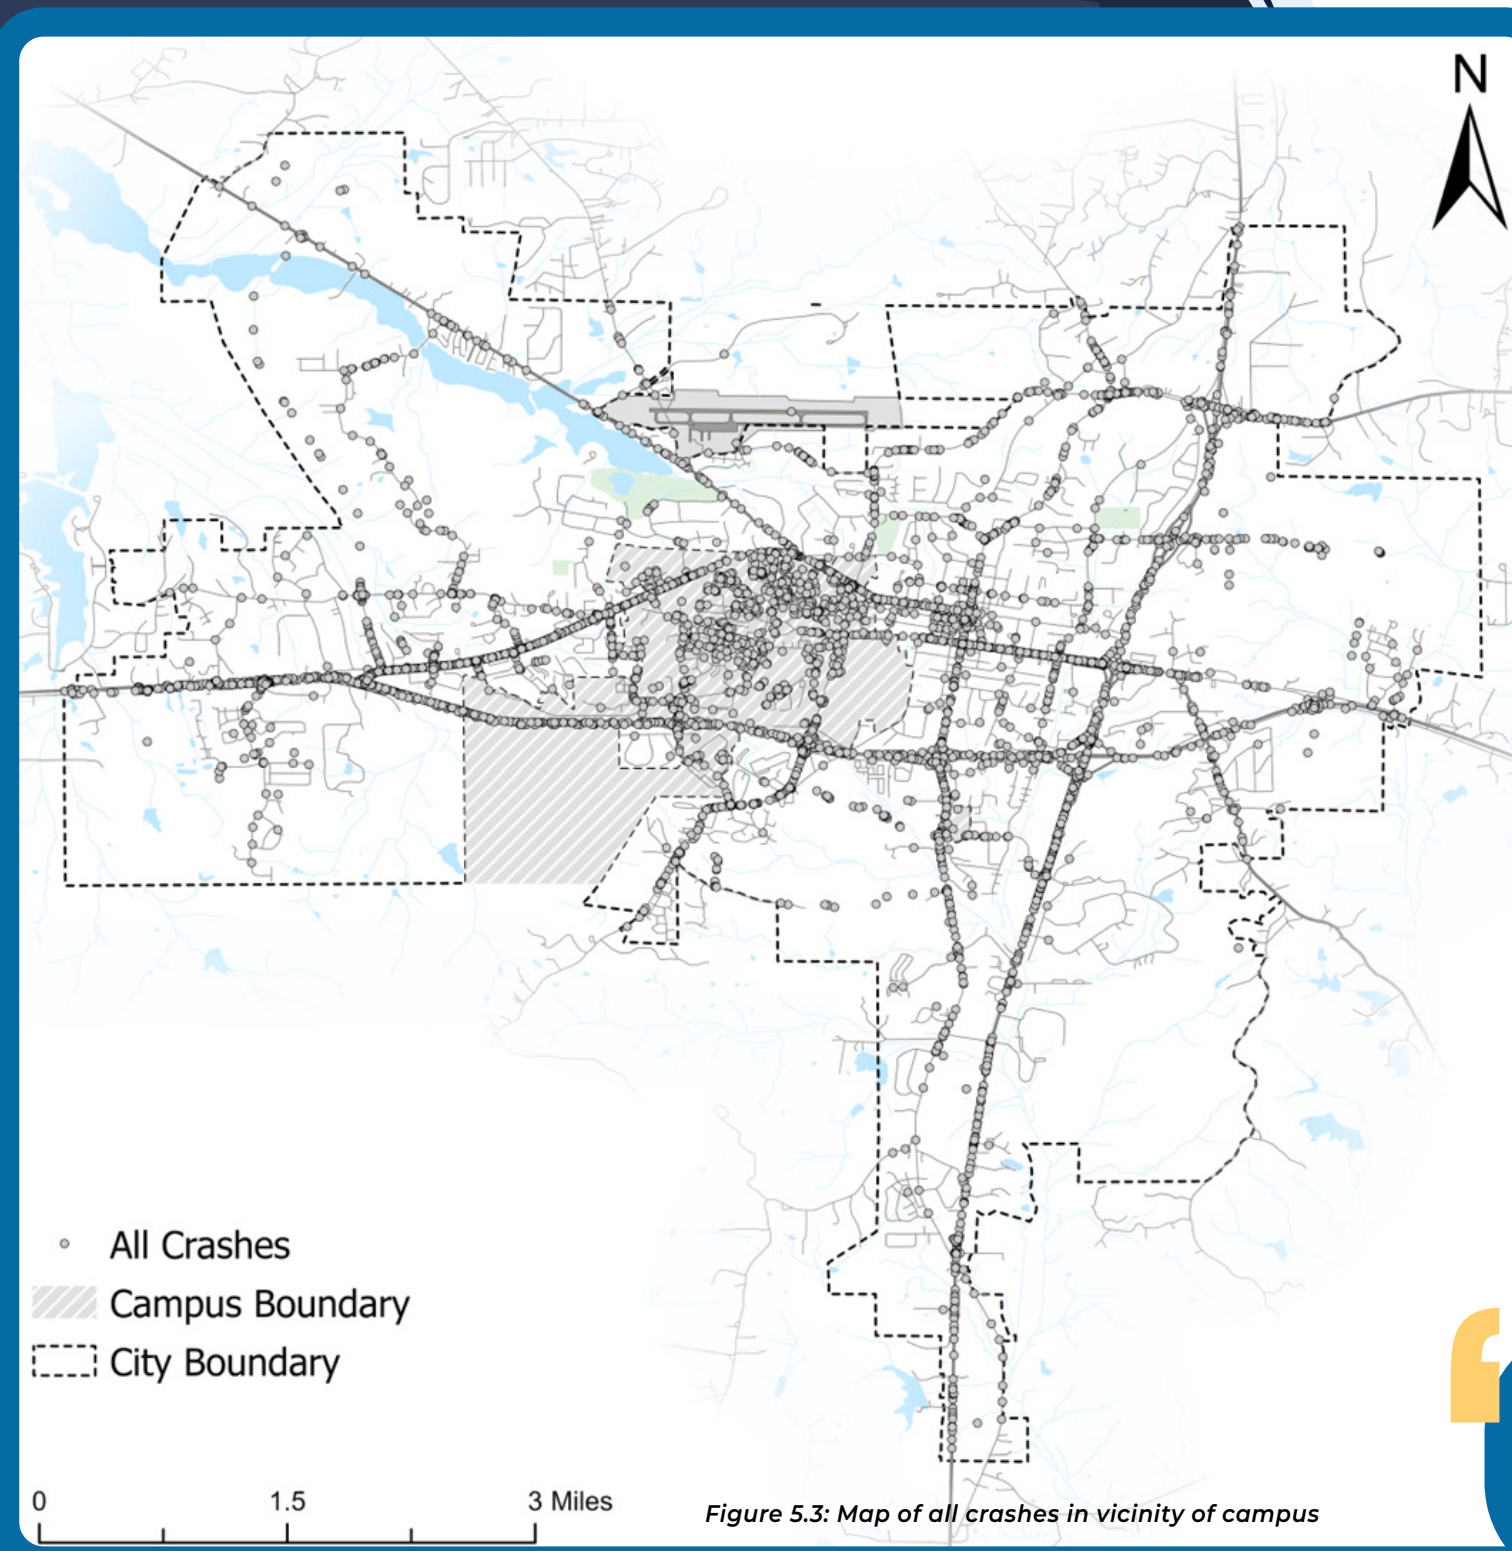 N
All Crashes
Campus Boundary
City Boundary
0 1.5 3 Miles
Figure 5.3: Map of all crashes in vicinity of campus